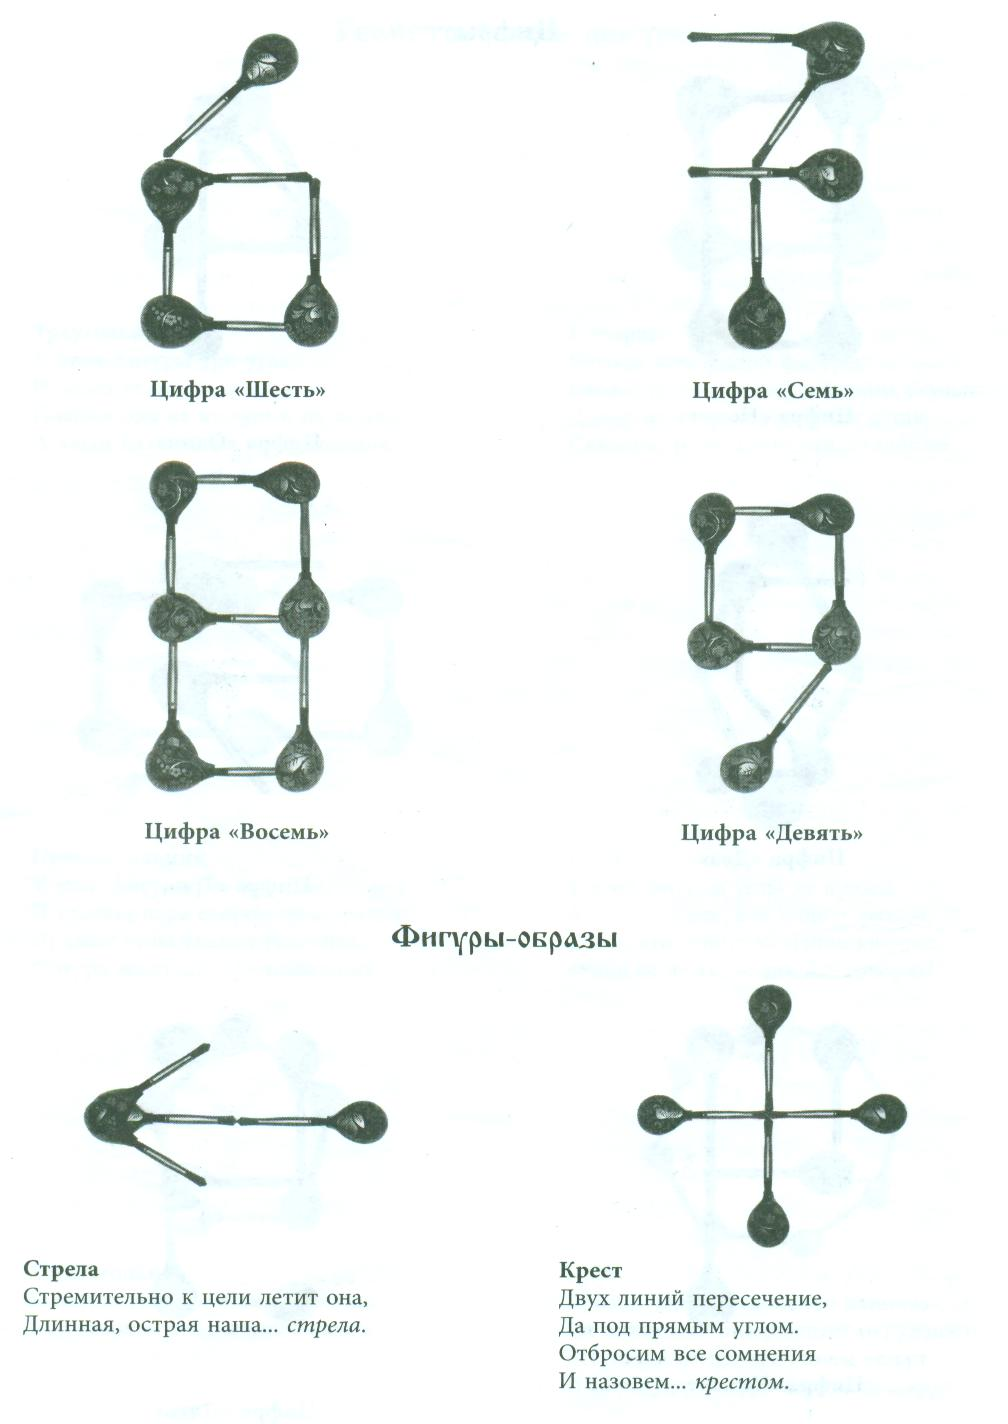 Цифра «Шесть»
Цифра «Семь»
Цифра «Восемь»
Цифра «Девять»
Фигуры-образы
Стрела
Стремительно к цели летит она,
Длинная, острая наша... стрела.
Крест
Двух линий пересечение,
Да под прямым углом.
Отбросим все сомнения
И назовем... крестом.